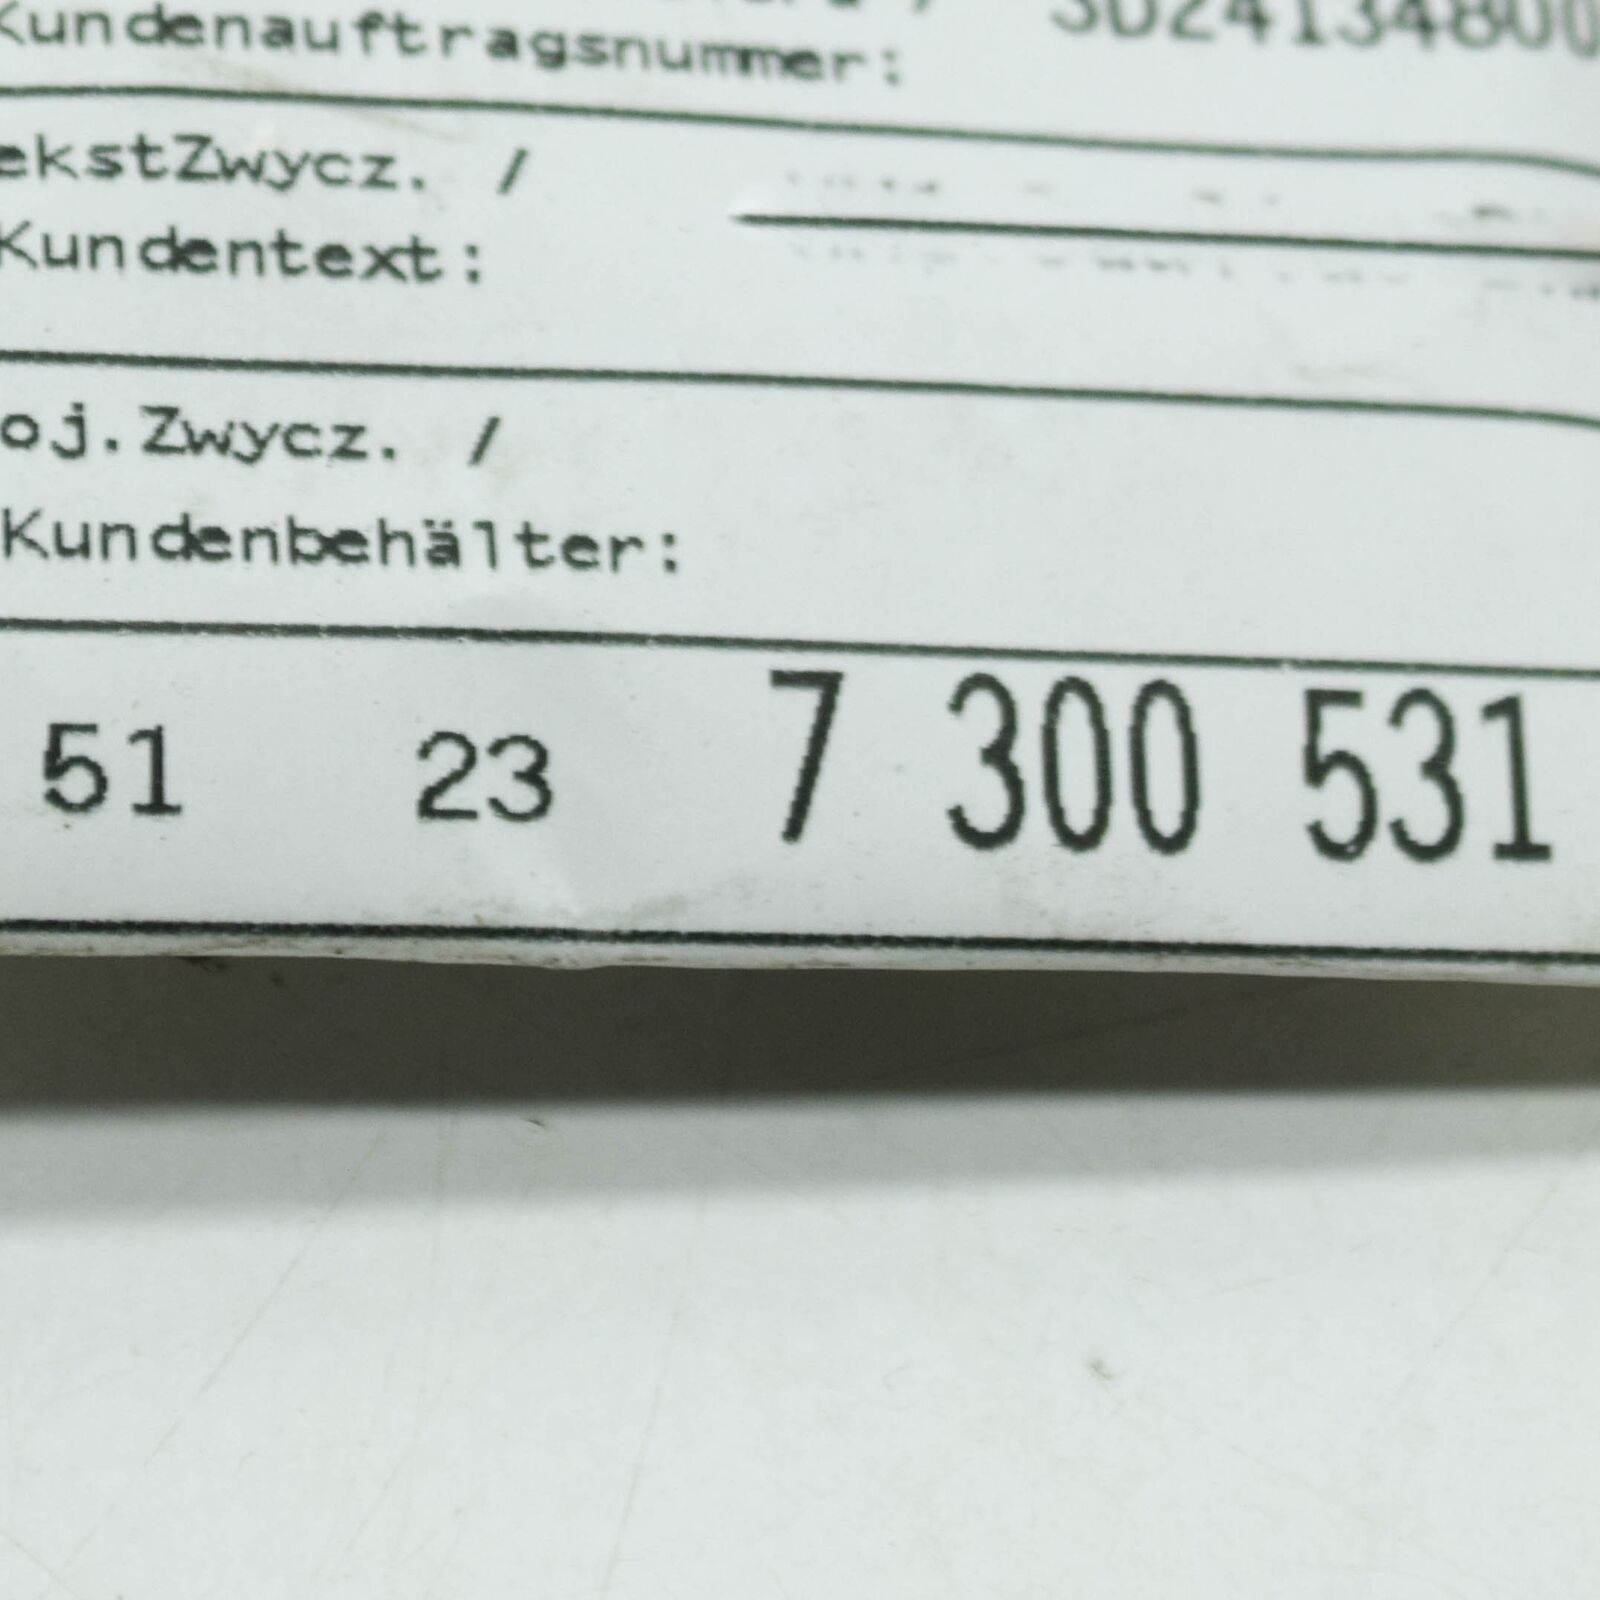 Kundenauftragsnummer:
ekstZwycz. /
Kundentext:
oj.Zwycz. /
Kundenbehälter:
51 23 7 300 531